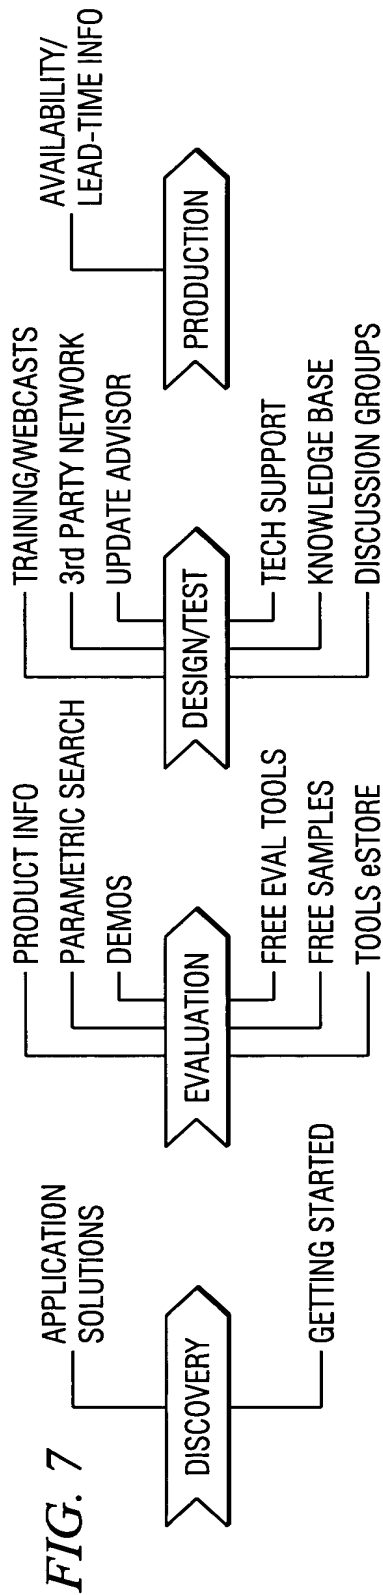 FIG. 7
APPLICATION
SOLUTIONS
DISCOVERY
GETTING STARTED
PRODUCT INFO
PARAMETRIC SEARCH
DEMOS
EVALUATION
FREE EVAL TOOLS
FREE SAMPLES
TOOLS eSTORE
TRAINING/WEBCASTS
3rd PARTY NETWORK
UPDATE ADVISOR
DESIGN/TEST
TECH SUPPORT
KNOWLEDGE BASE
DISCUSSION GROUPS
AVAILABILITY/
LEAD-TIME INFO
PRODUCTION